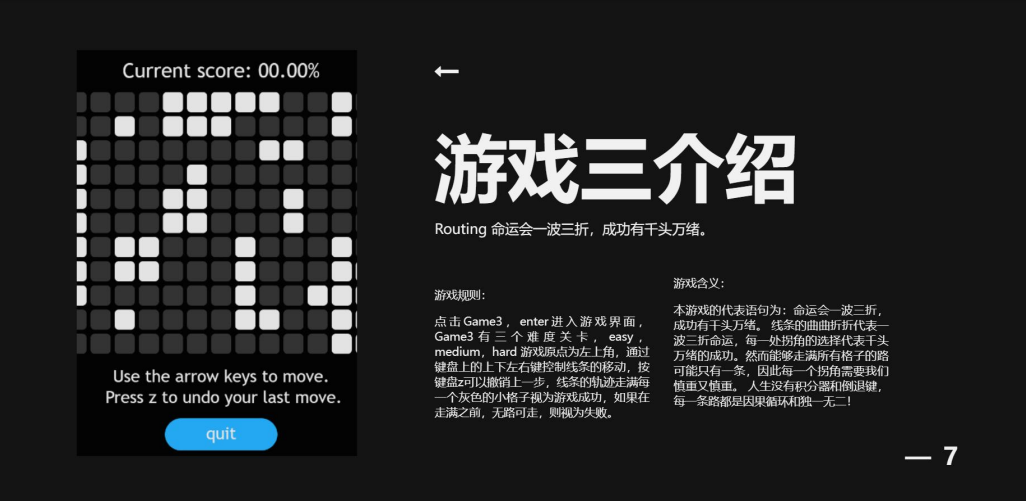 Current score: 00.00%
Use the arrow keys to move.
Press z to undo your last move.
quit
游戏三介绍
Routing 命运会一波三折，成功有千头万绪。
游戏规则：
点击Game3，enter进入游戏界面，
Game3有三个难度关卡，easy，
medium，hard 游戏原点为左上角，通过
键盘上的上下左右键控制线条的移动，按
键盘z可以撤销上一步，线条的轨迹走满每
一个灰色的小格子视为游戏成功，如果在
走满之前，无路可走，则视为失败。
游戏含义：
本游戏的代表语句为：命运会一波三折，
成功有千头万绪。 线条的曲曲折折代表一
波三折命运，每一处拐角的选择代表千头
万绪的成功。然而能够走满所有格子的路
可能只有一条，因此每一个拐角需要我们
慎重又慎重。 人生没有积分器和倒退键，
每一条路都是因果循环和独一无二！
— 7